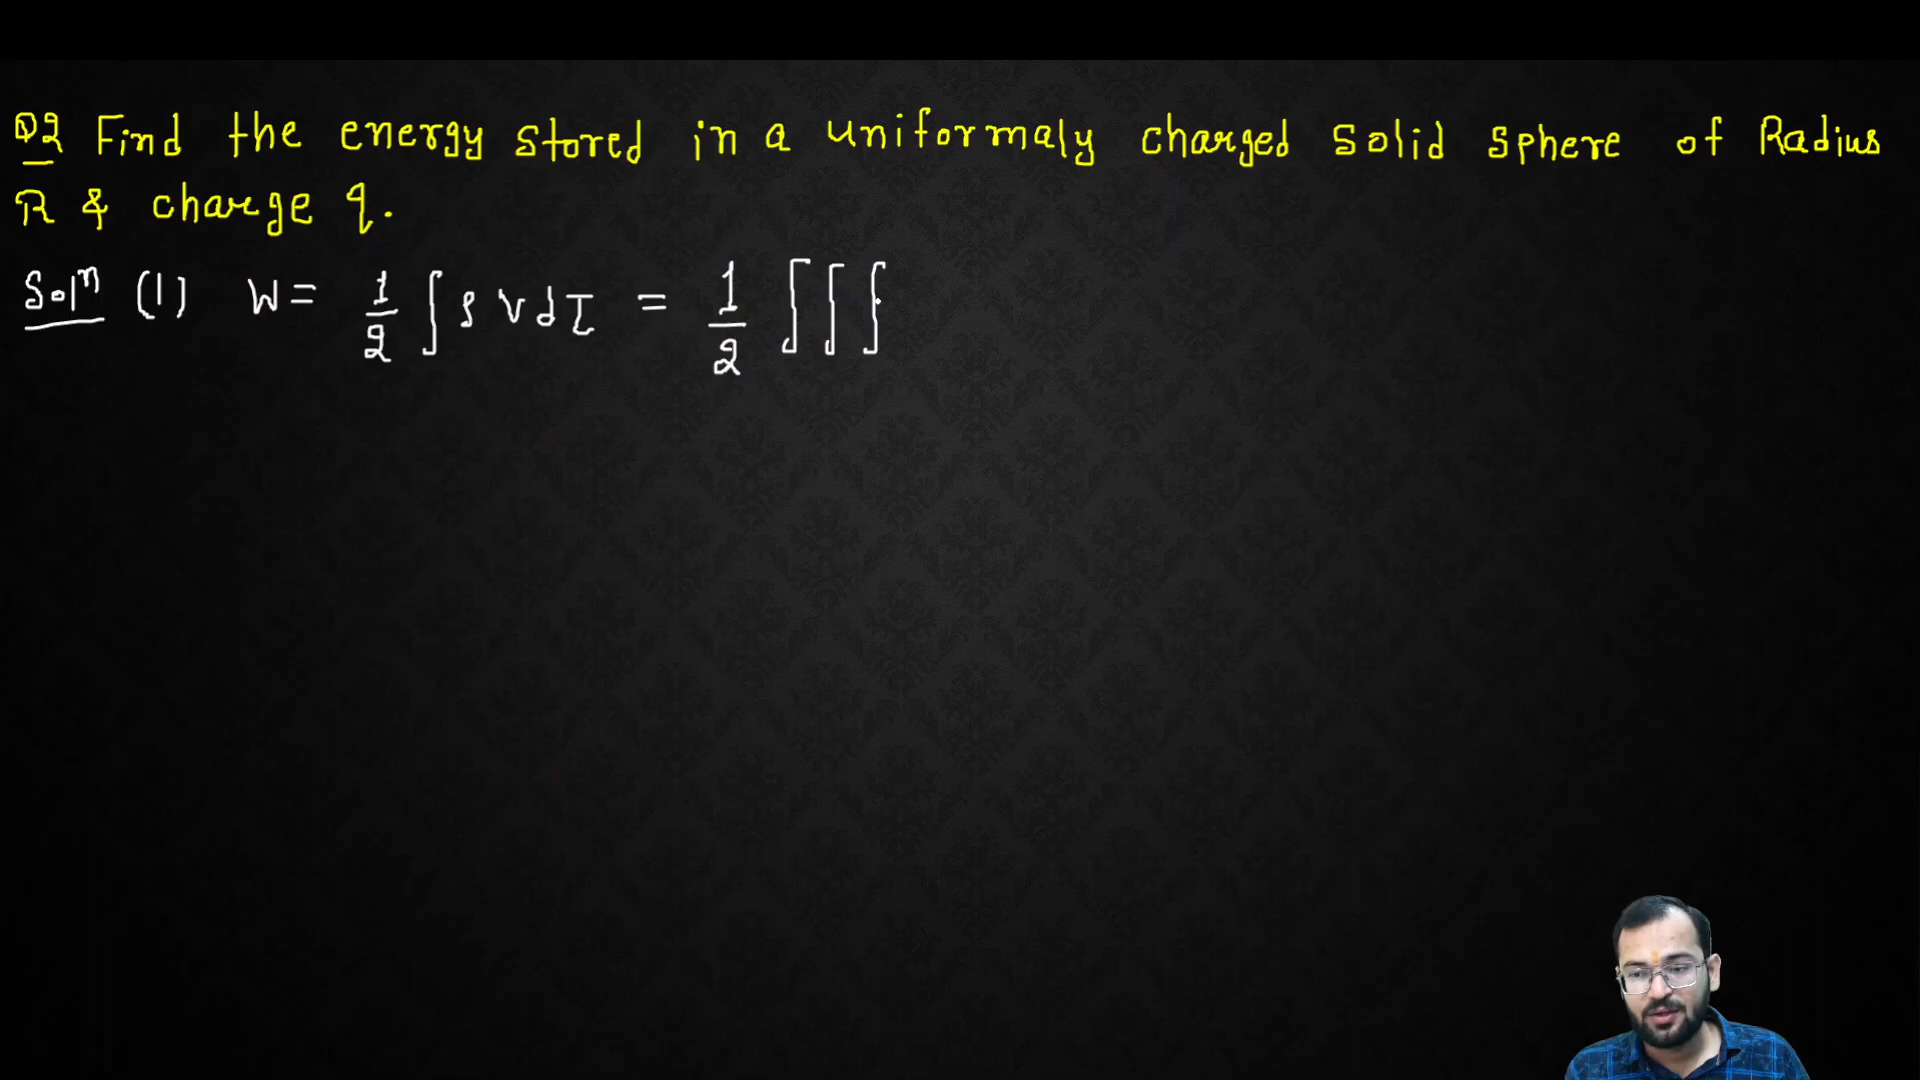 Q2 Find the energy stored in a uniformaly charged solid sphere of Radius
R & charge q.
Solⁿ (1) W = 1/2 ∫ ρ V dτ = 1/2 ∫∫∫